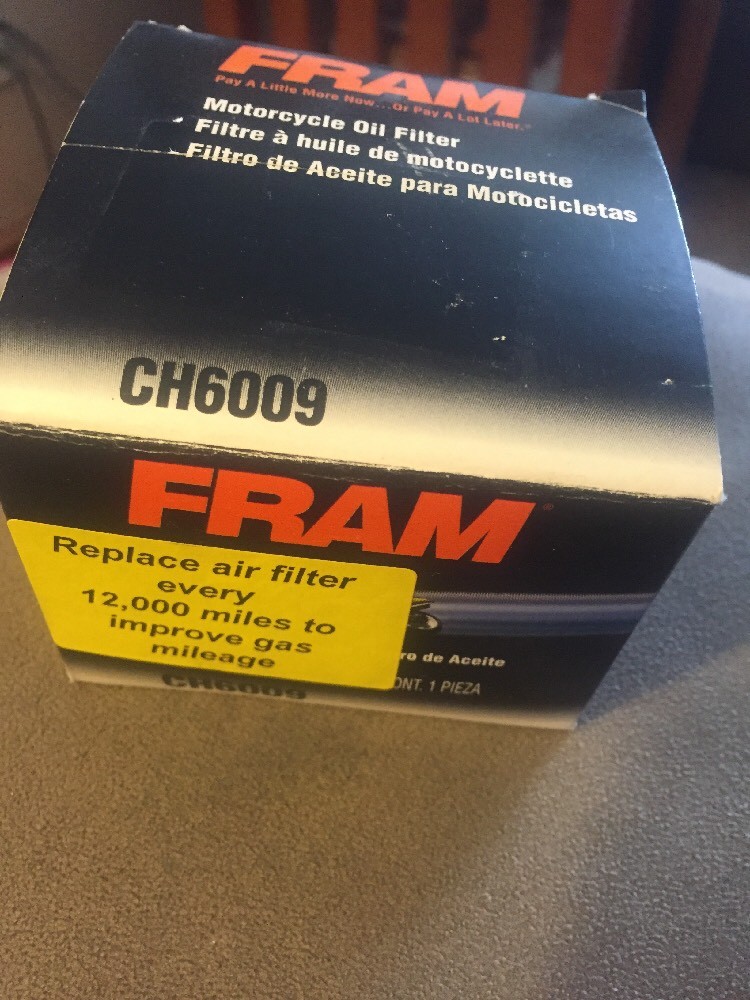 FRAM
Pay A Little More Now...Or Pay A Lot Later.
Motorcycle Oil Filter
Filtre à huile de motocyclette
Filtro de Aceite para Motocicletas
CH6009
FRAM®
Replace air filter
every
12,000 miles to
improve gas
mileage
ro de Aceite
ONT. 1 PIEZA
CH6009